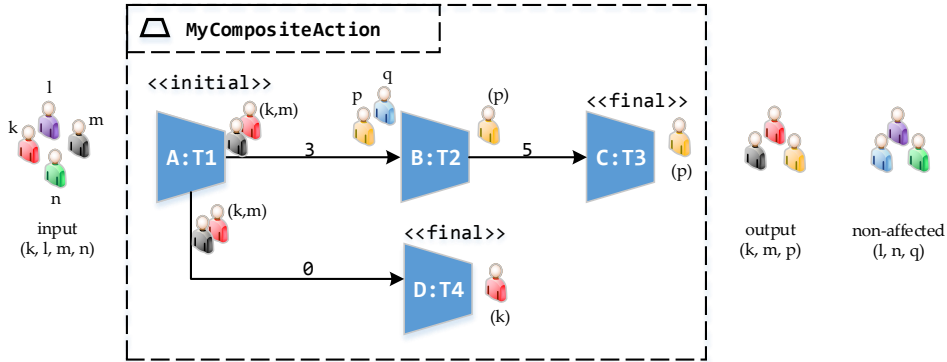 MyCompositeAction
<<initial>>
l
k
m
n
input
(k, l, m, n)
A:T1
(k,m)
3
p
q
B:T2
(p)
5
<<final>>
C:T3
(p)
(k,m)
0
<<final>>
D:T4
(k)
output
(k, m, p)
non-affected
(l, n, q)